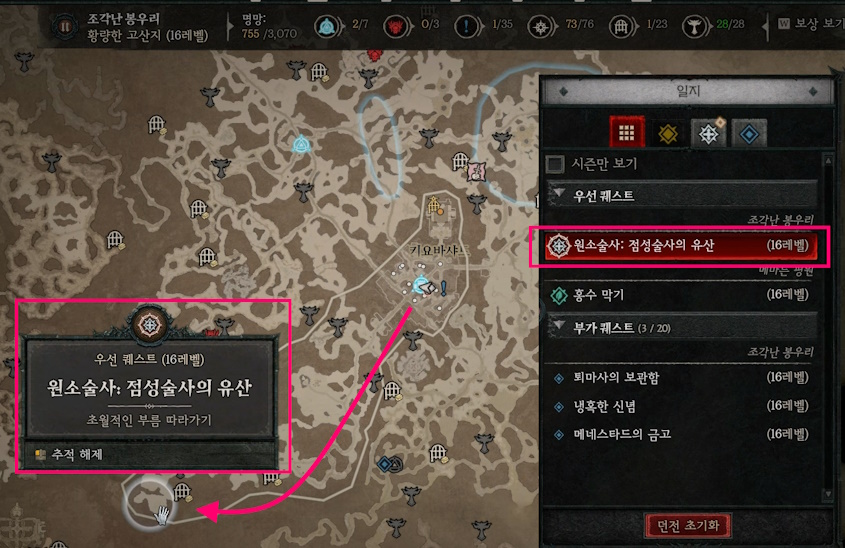 조각난 봉우리
황량한 고산지 (16레벨)
명망:
755 /3,070
2/7
0/3
1/35
73/76
1/23
28/28
W 보상 보기
일지
시즌만 보기
우선 퀘스트
조각난 봉우리
원소술사: 점성술사의 유산 (16레벨)
메마른 평원
홍수 막기 (16레벨)
부가 퀘스트 (3 / 20)
조각난 봉우리
퇴마사의 보관함 (16레벨)
냉혹한 신념 (16레벨)
메네스타드의 금고 (16레벨)
던전 초기화
키요바샤드
우선 퀘스트 (16레벨)
원소술사: 점성술사의 유산
초월적인 부름 따라가기
추적 해제